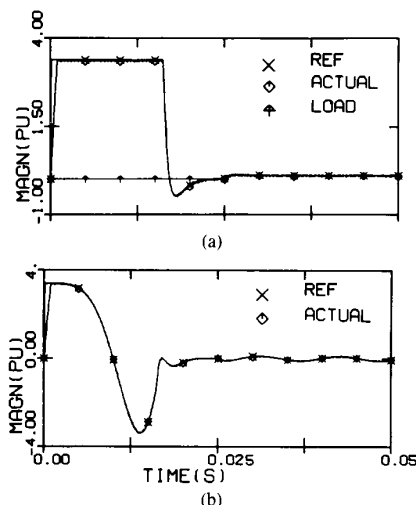 4.00
REF
ACTUAL
LOAD
1.50
MAGN(PU)
-1.00
(a)
4.
REF
ACTUAL
0.00
MAGN(PU)
-4.00
-0.00
0.025
0.05
TIME(S)
(b)